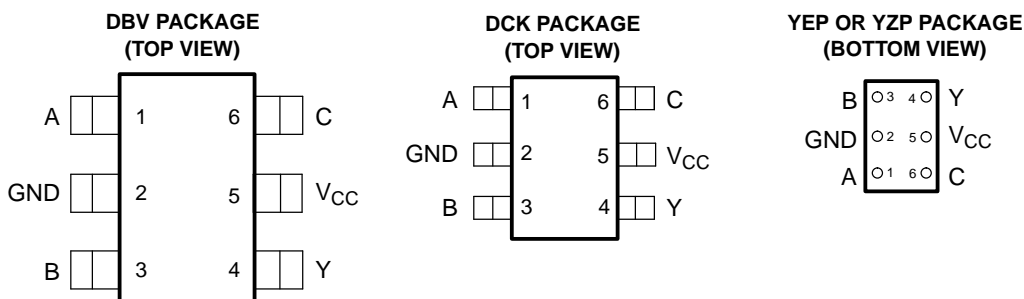 DBV PACKAGE
(TOP VIEW)
A 1 6 C
GND 2 5 VCC
B 3 4 Y
DCK PACKAGE
(TOP VIEW)
A 1 6 C
GND 2 5 VCC
B 3 4 Y
YEP OR YZP PACKAGE
(BOTTOM VIEW)
B 3 4 Y
GND 2 5 VCC
A 1 6 C